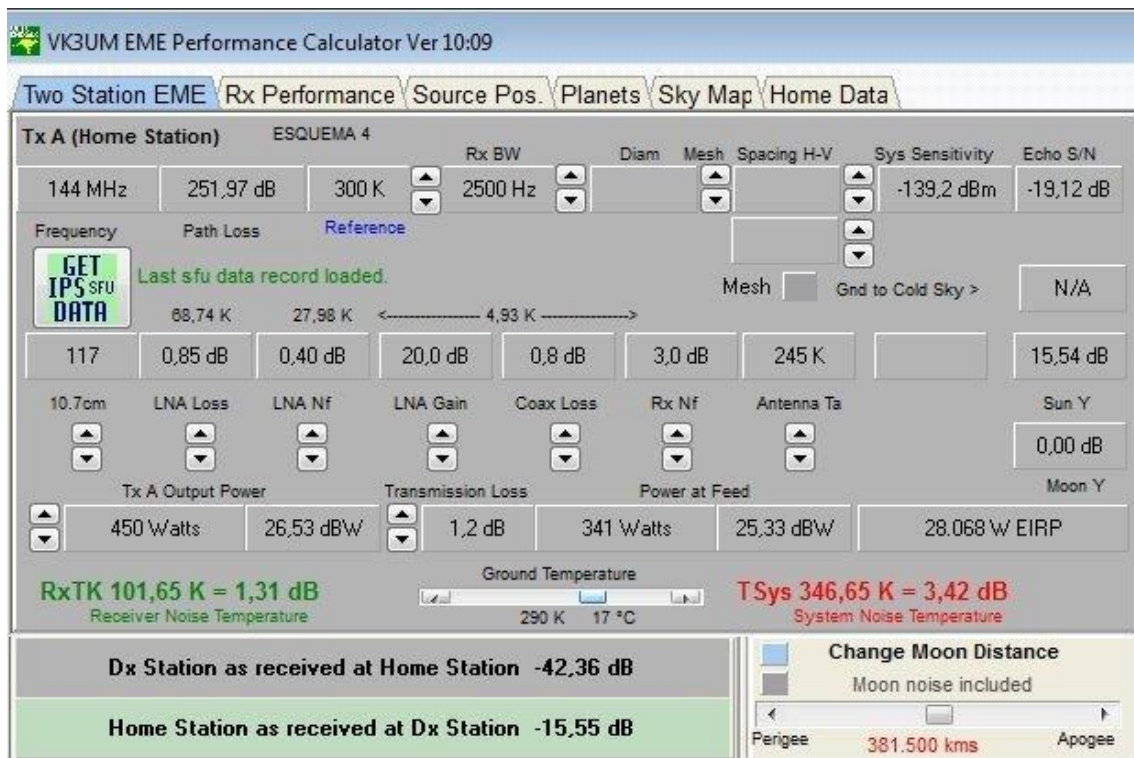 VK3UM EME Performance Calculator Ver 10:09
Two Station EME Rx Performance Source Pos. Planets Sky Map Home Data
Tx A (Home Station) ESQUEMA 4
Rx BW Diam Mesh Spacing H-V Sys Sensitivity Echo S/N
144 MHz 251,97 dB 300 K 2500 Hz -139,2 dBm -19,12 dB
Frequency Path Loss Reference
GET
IPS SFU
DATA
Last sfu data record loaded.
Mesh Gnd to Cold Sky > N/A
68,74 K 27,98 K <----------------- 4,93 K ---------------->
117 0,85 dB 0,40 dB 20,0 dB 0,8 dB 3,0 dB 245 K 15,54 dB
10.7cm LNA Loss LNA Nf LNA Gain Coax Loss Rx Nf Antenna Ta Sun Y
0,00 dB
Tx A Output Power Transmission Loss Power at Feed Moon Y
450 Watts 26,53 dBW 1,2 dB 341 Watts 25,33 dBW 28.068 W EIRP
RxTK 101,65 K = 1,31 dB Ground Temperature TSys 346,65 K = 3,42 dB
Receiver Noise Temperature 290 K 17 °C System Noise Temperature
Dx Station as received at Home Station -42,36 dB
Home Station as received at Dx Station -15,55 dB
Change Moon Distance
Moon noise included
Perigee 381.500 kms Apogee